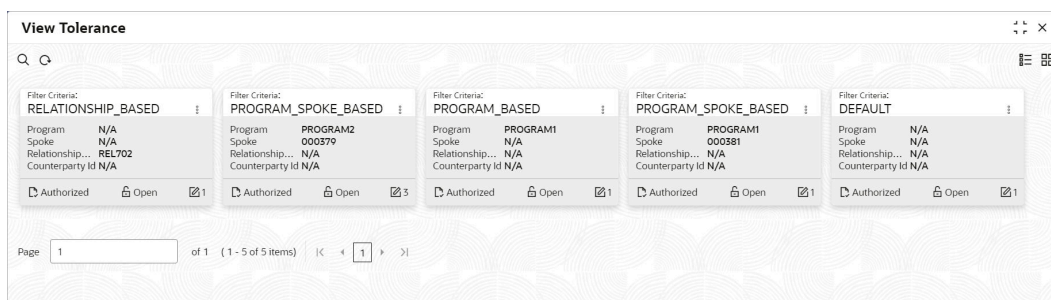 View Tolerance
Filter Criteria:
RELATIONSHIP_BASED
Program N/A
Spoke N/A
Relationship... REL702
Counterparty Id N/A
Authorized Open 1
Filter Criteria:
PROGRAM_SPOKE_BASED
Program PROGRAM2
Spoke 000379
Relationship... N/A
Counterparty Id N/A
Authorized Open 3
Filter Criteria:
PROGRAM_BASED
Program PROGRAM1
Spoke N/A
Relationship... N/A
Counterparty Id N/A
Authorized Open 1
Filter Criteria:
PROGRAM_SPOKE_BASED
Program PROGRAM1
Spoke 000381
Relationship... N/A
Counterparty Id N/A
Authorized Open 1
Filter Criteria:
DEFAULT
Program N/A
Spoke N/A
Relationship... N/A
Counterparty Id N/A
Authorized Open 1
Page 1 of 1 (1 - 5 of 5 items) 1